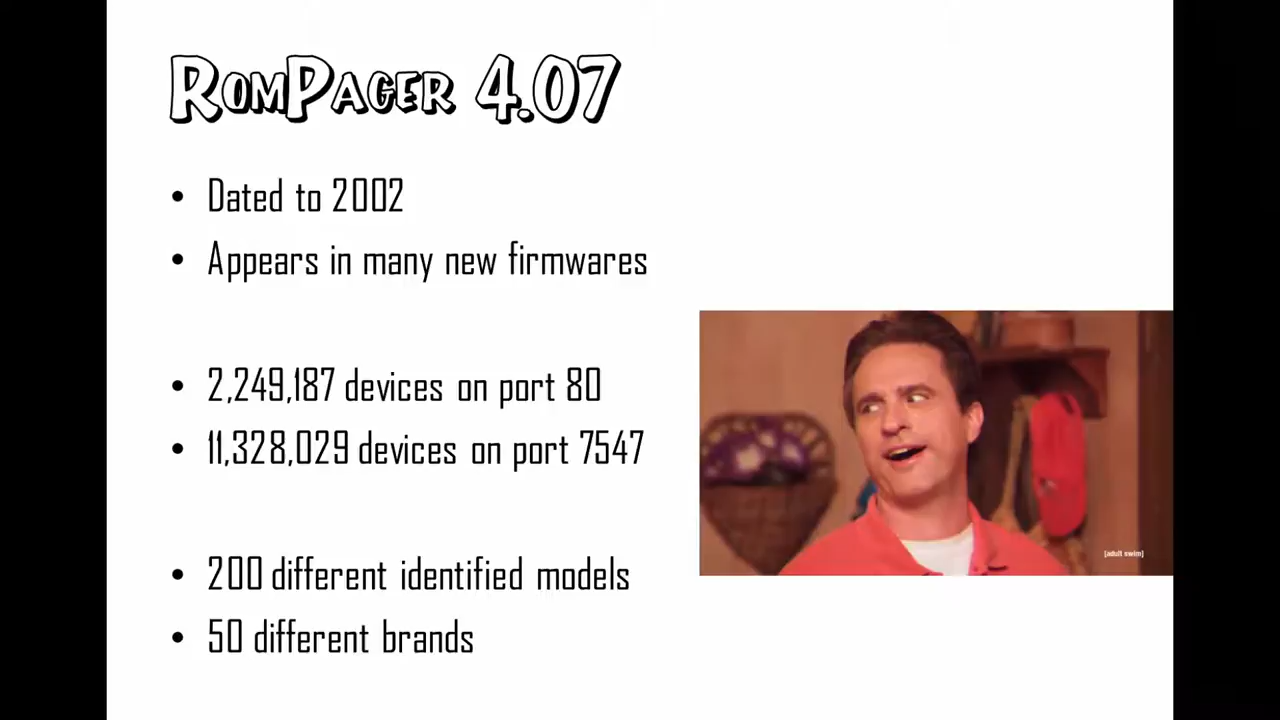 RomPager 4.07
• Dated to 2002
• Appears in many new firmwares
• 2,249,187 devices on port 80
• 11,328,029 devices on port 7547
[adult swim]
• 200 different identified models
• 50 different brands